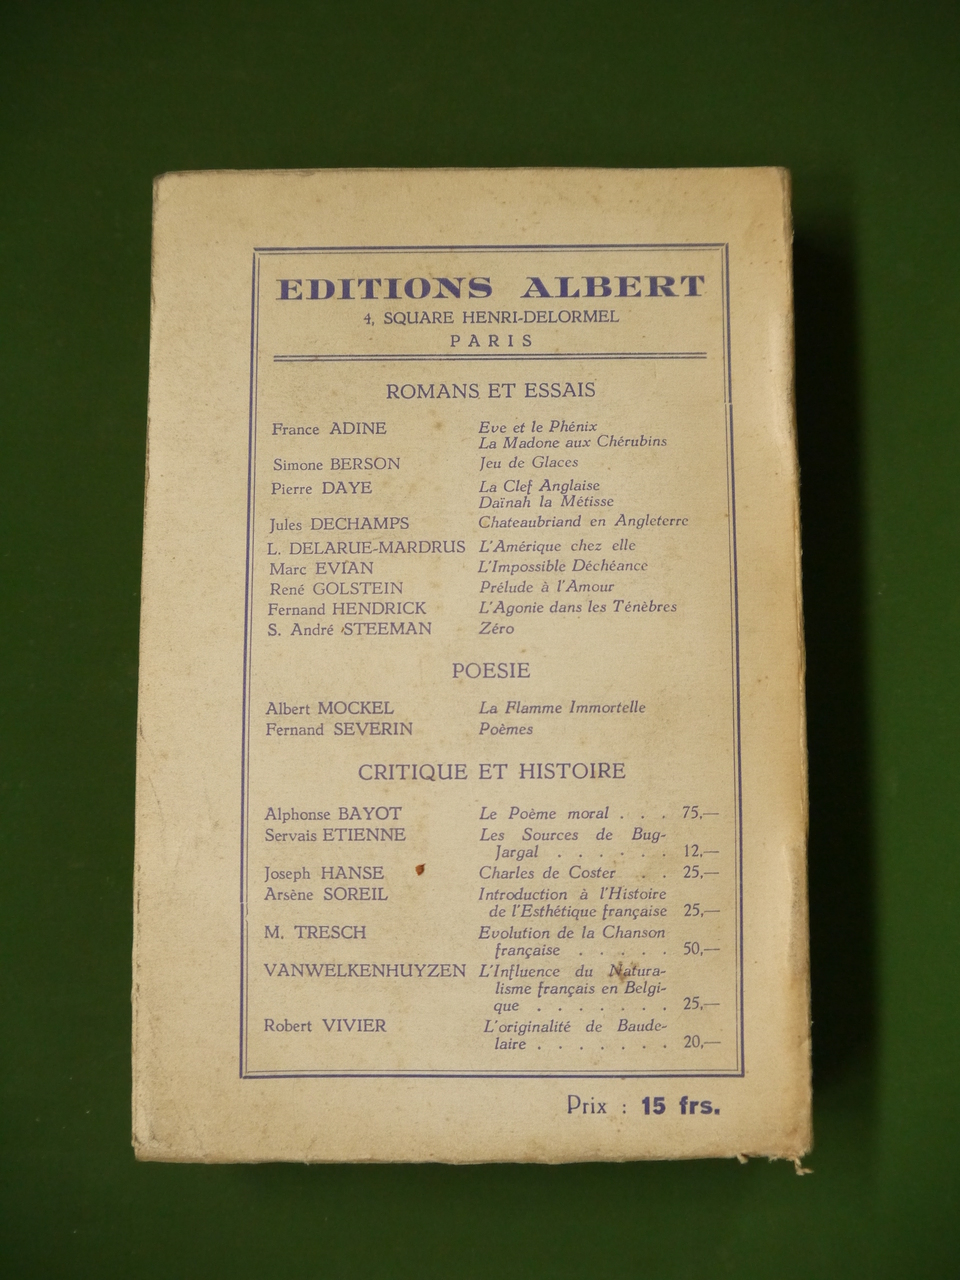 EDITIONS ALBERT
4, SQUARE HENRI-DELORMEL
PARIS
ROMANS ET ESSAIS
France ADINE Eve et le Phénix
La Madone aux Chérubins
Simone BERSON Jeu de Glaces
Pierre DAYE La Clef Anglaise
Daïnah la Métisse
Jules DECHAMPS Chateaubriand en Angleterre
L. DELARUE-MARDRUS L'Amérique chez elle
Marc EVIAN L'Impossible Déchéance
René GOLSTEIN Prélude à l'Amour
Fernand HENDRICK L'Agonie dans les Ténèbres
S. André STEEMAN Zéro
POESIE
Albert MOCKEL La Flamme Immortelle
Fernand SEVERIN Poèmes
CRITIQUE ET HISTOIRE
Alphonse BAYOT Le Poème moral . . . 75,—
Servais ETIENNE Les Sources de Bug-
Jargal . . . . . . 12,—
Joseph HANSE Charles de Coster . . 25,—
Arsène SOREIL Introduction à l'Histoire
de l'Esthétique française 25,—
M. TRESCH Evolution de la Chanson
française . . . . . 50,—
VANWELKENHUYZEN L'Influence du Natura-
lisme français en Belgi-
que . . . . . . . 25,—
Robert VIVIER L'originalité de Baude-
laire . . . . . . . 20,—
Prix : 15 frs.